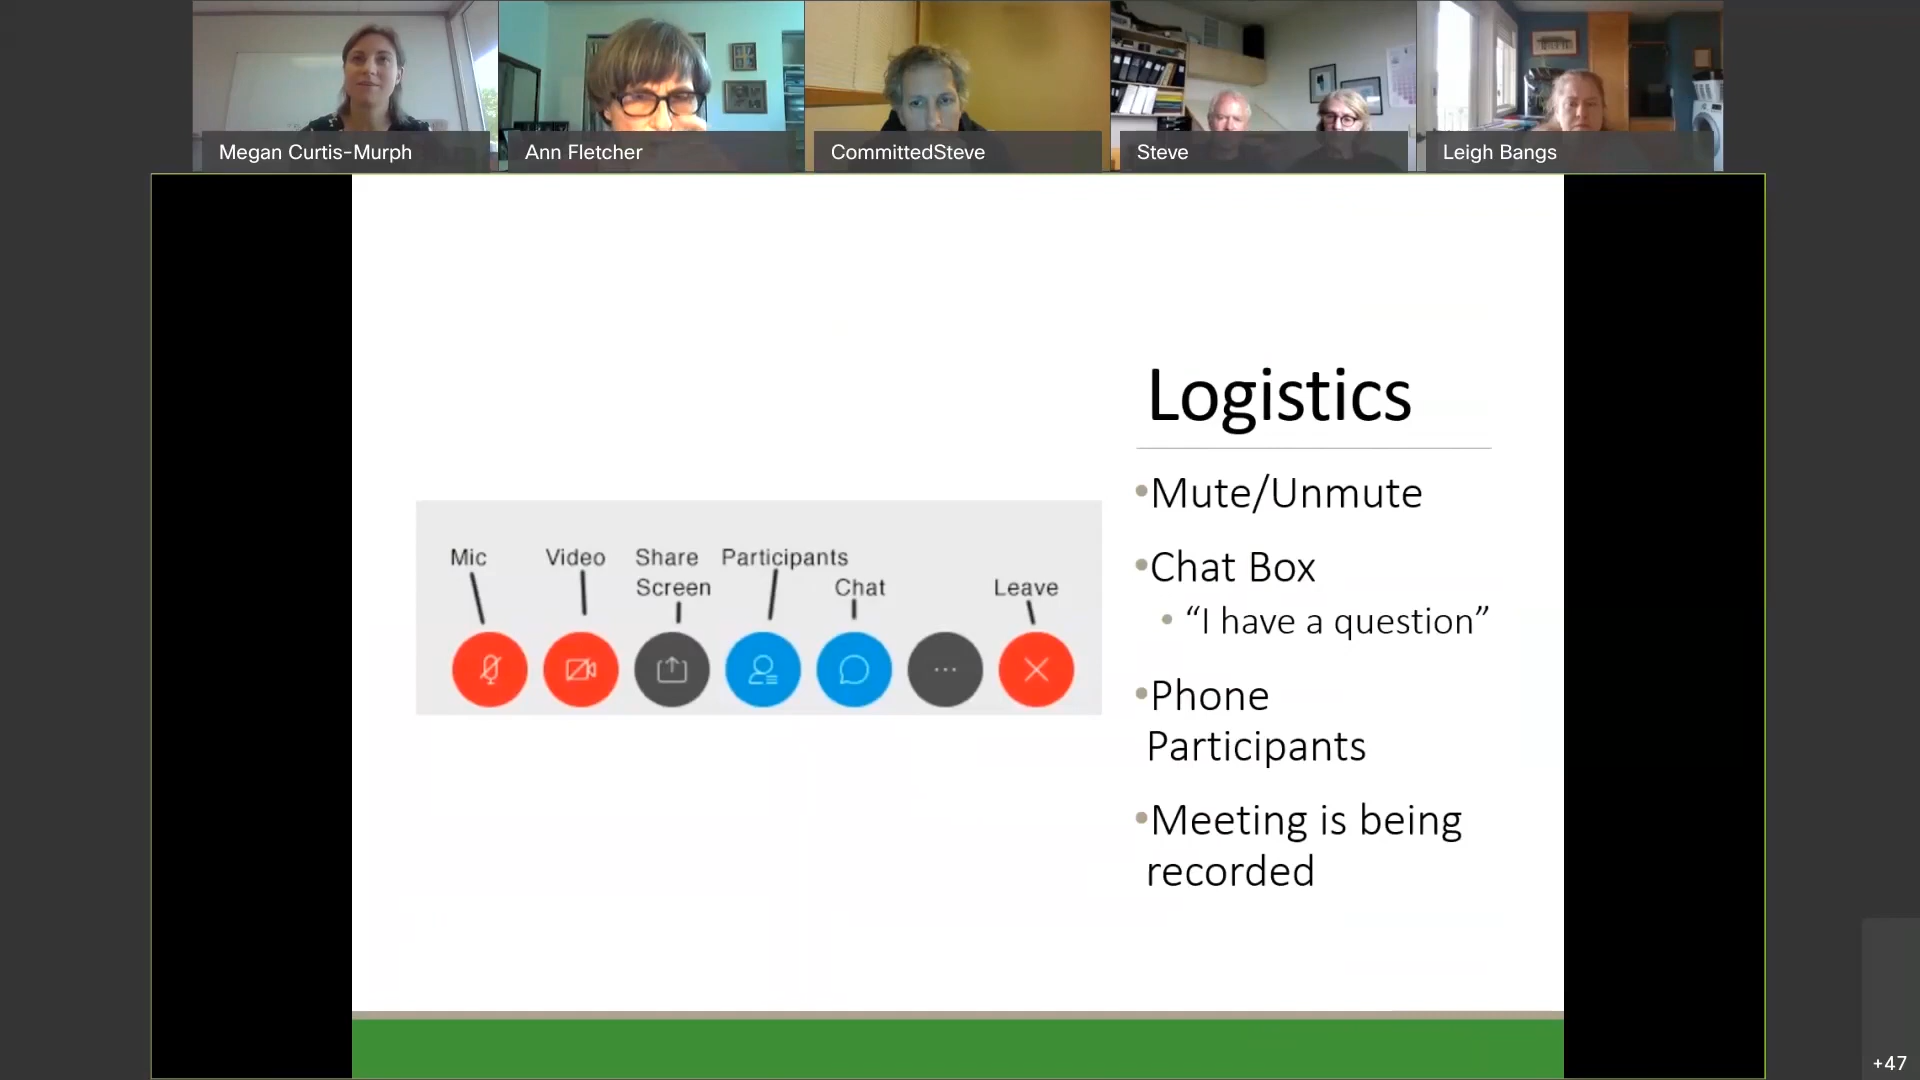 Megan Curtis-Murph
Ann Fletcher
CommittedSteve
Steve
Leigh Bangs
Logistics
•Mute/Unmute
•Chat Box
• “I have a question”
•Phone
Participants
•Meeting is being
recorded
Mic
Video
Share
Screen
Participants
Chat
Leave
+47